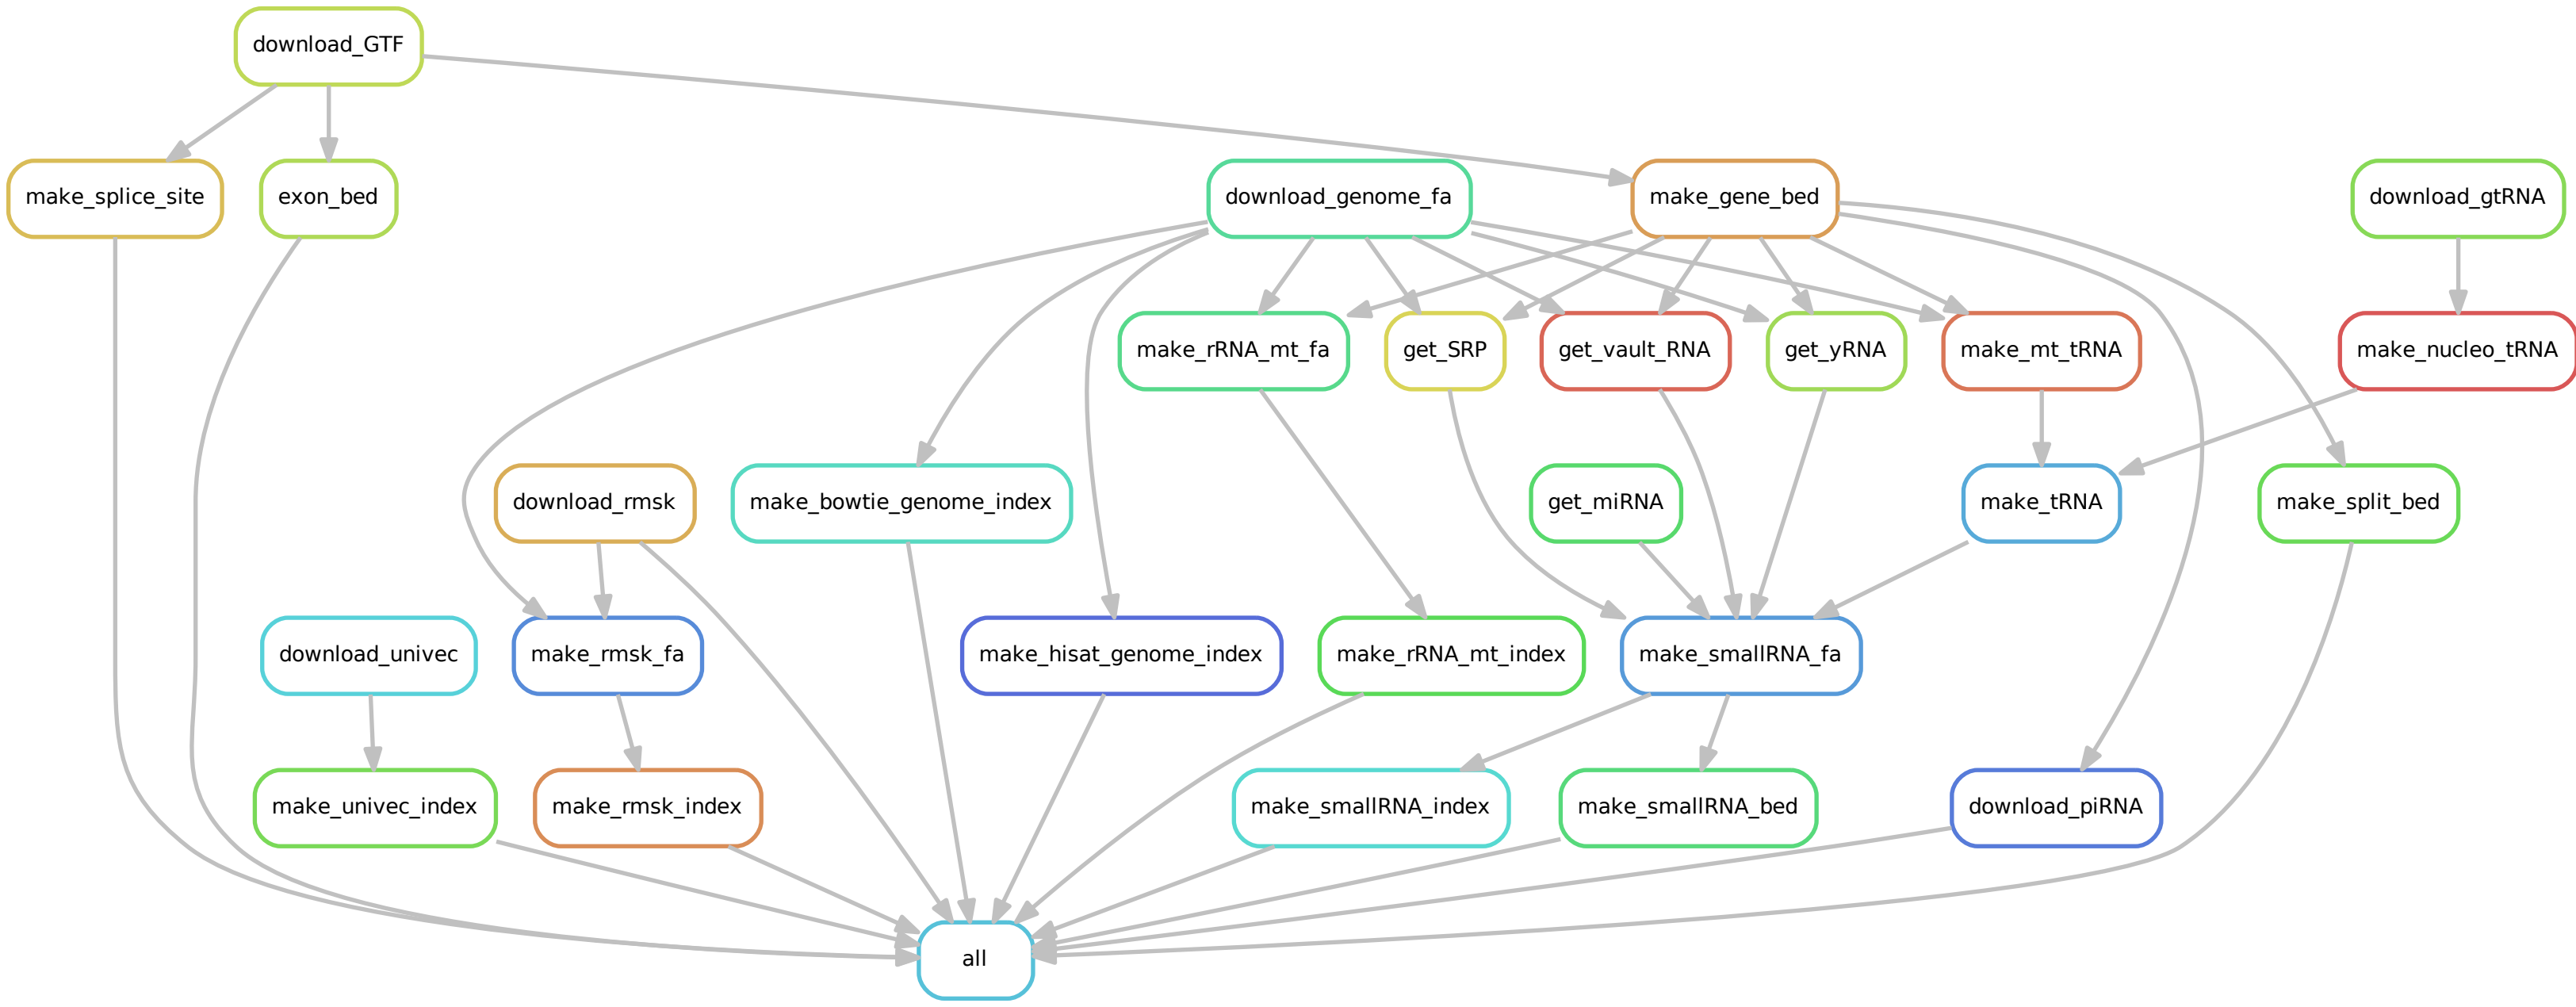 download_GTF
make_splice_site
exon_bed
download_genome_fa
make_gene_bed
download_gtRNA
make_rRNA_mt_fa
get_SRP
get_vault_RNA
get_yRNA
make_mt_tRNA
make_nucleo_tRNA
download_rmsk
make_bowtie_genome_index
get_miRNA
make_tRNA
make_split_bed
download_univec
make_rmsk_fa
make_hisat_genome_index
make_rRNA_mt_index
make_smallRNA_fa
make_univec_index
make_rmsk_index
make_smallRNA_index
make_smallRNA_bed
download_piRNA
all